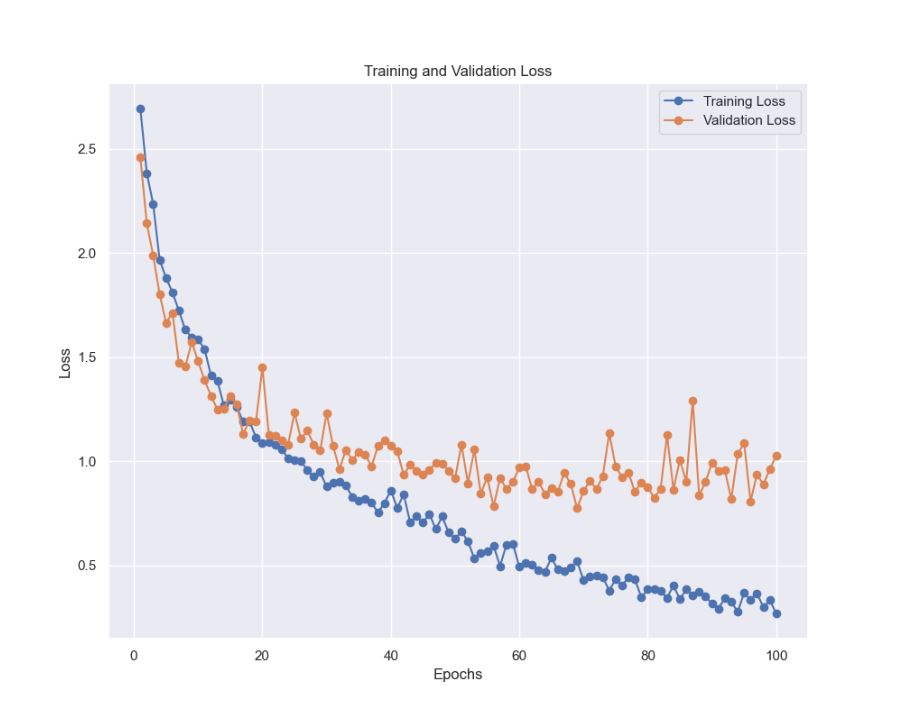 Training and Validation Loss
Training Loss
Validation Loss
Loss
2.5
2.0
1.5
1.0
0.5
0 20 40 60 80 100
Epochs